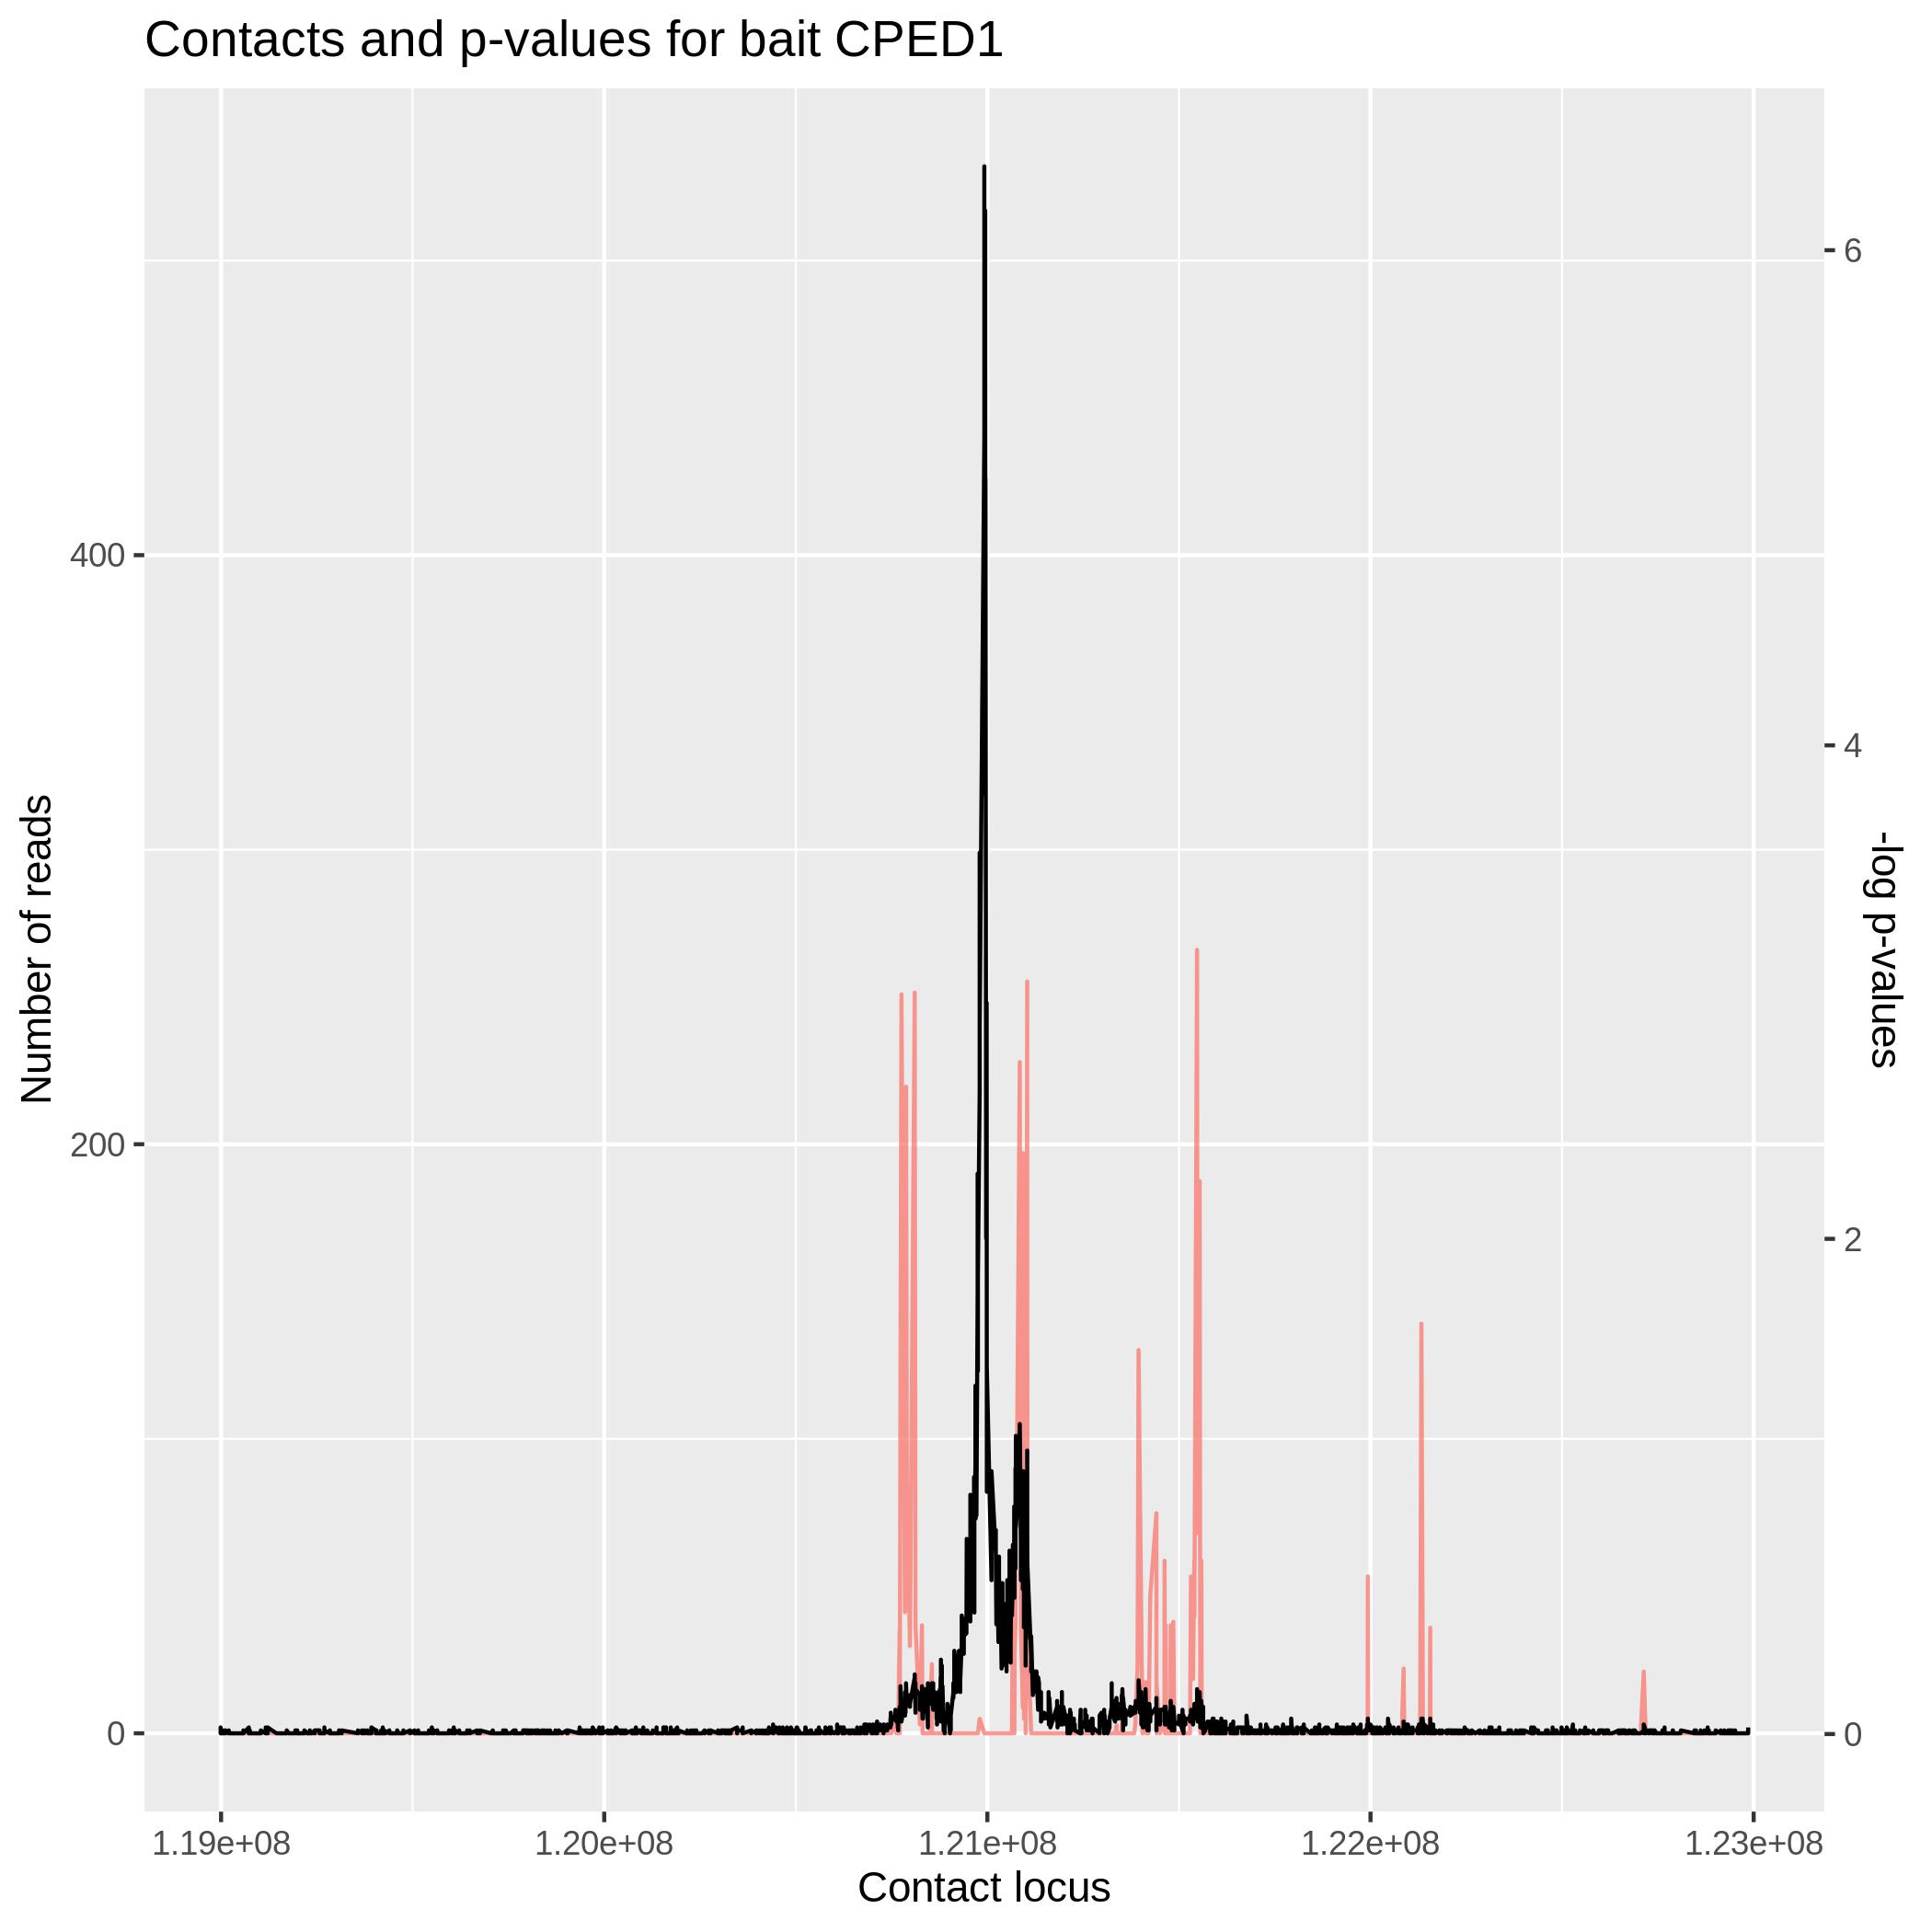 Contacts and p-values for bait CPED1
Number of reads
400
200
0
6
4
2
0
-log p-values
1.19e+08 1.20e+08 1.21e+08 1.22e+08 1.23e+08
Contact locus